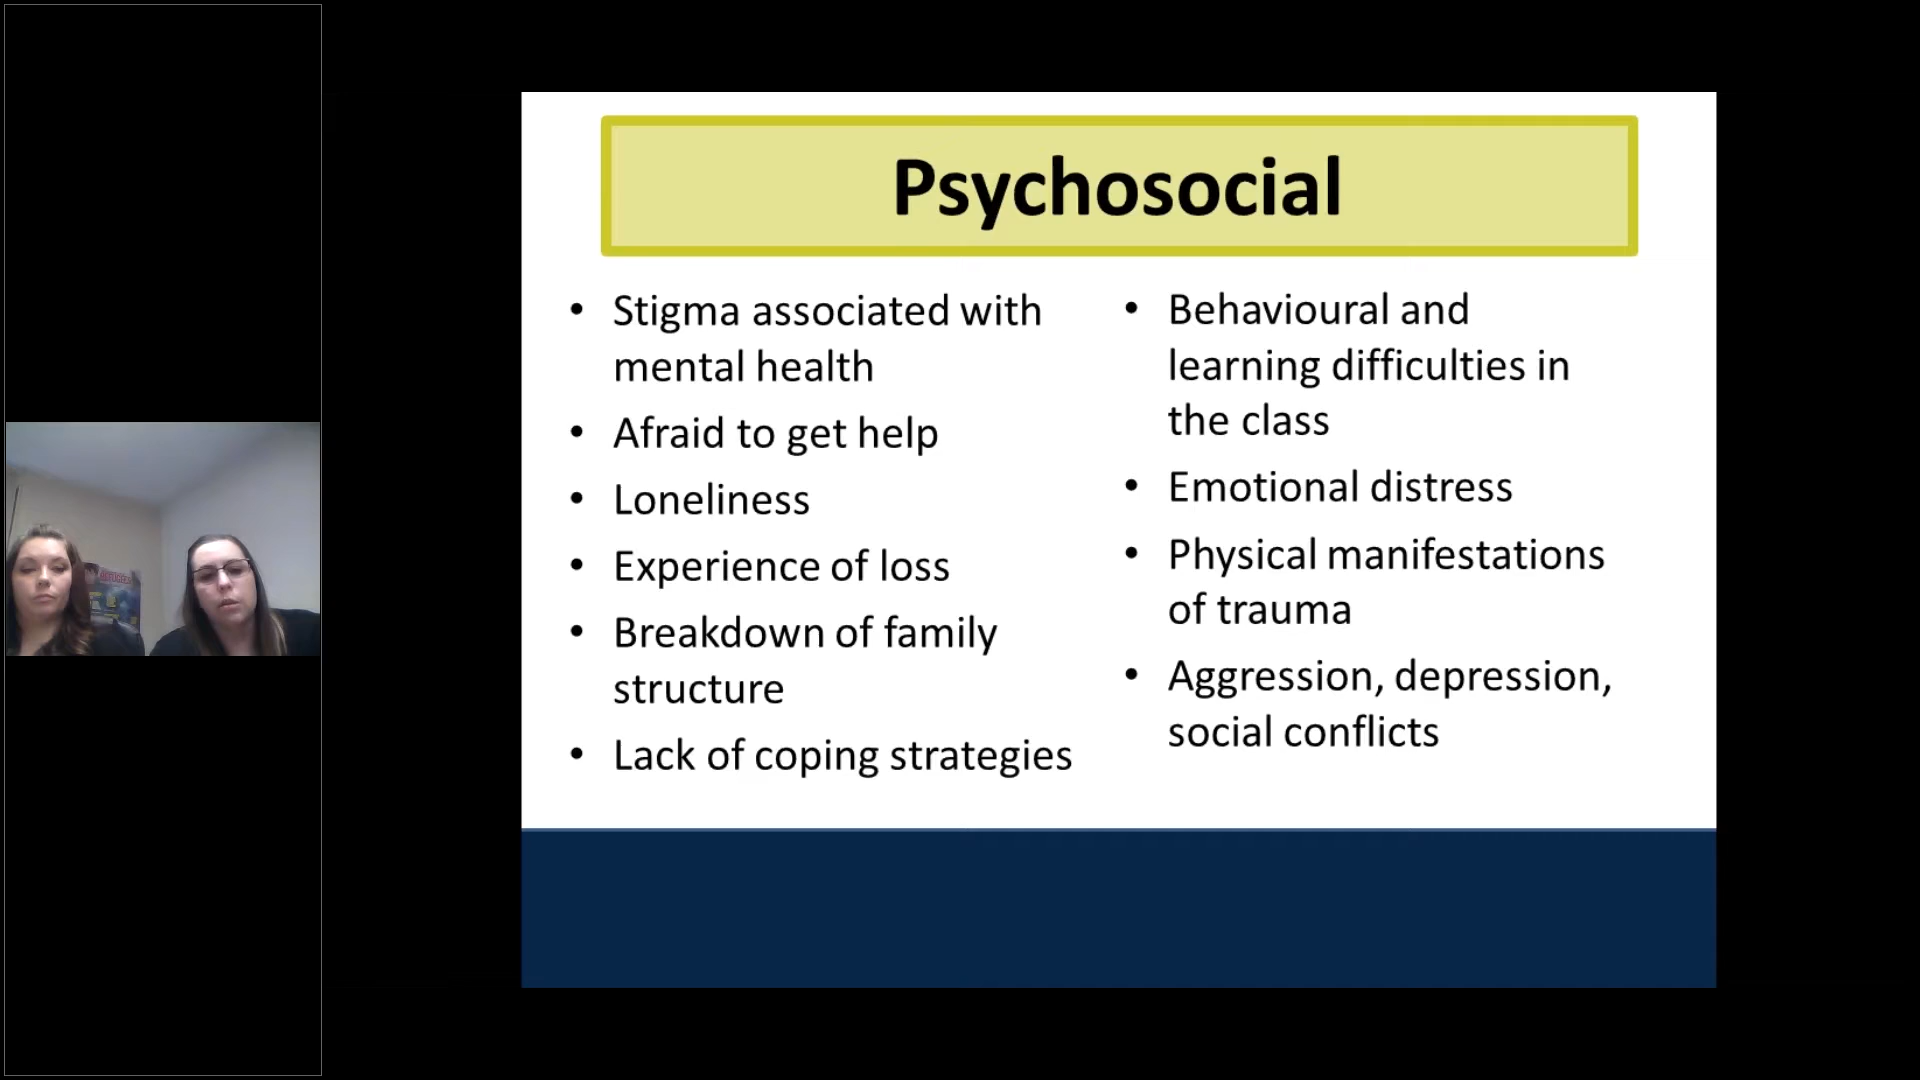 Psychosocial
• Stigma associated with
mental health
• Afraid to get help
• Loneliness
• Experience of loss
• Breakdown of family
structure
• Lack of coping strategies
• Behavioural and
learning difficulties in
the class
• Emotional distress
• Physical manifestations
of trauma
• Aggression, depression,
social conflicts